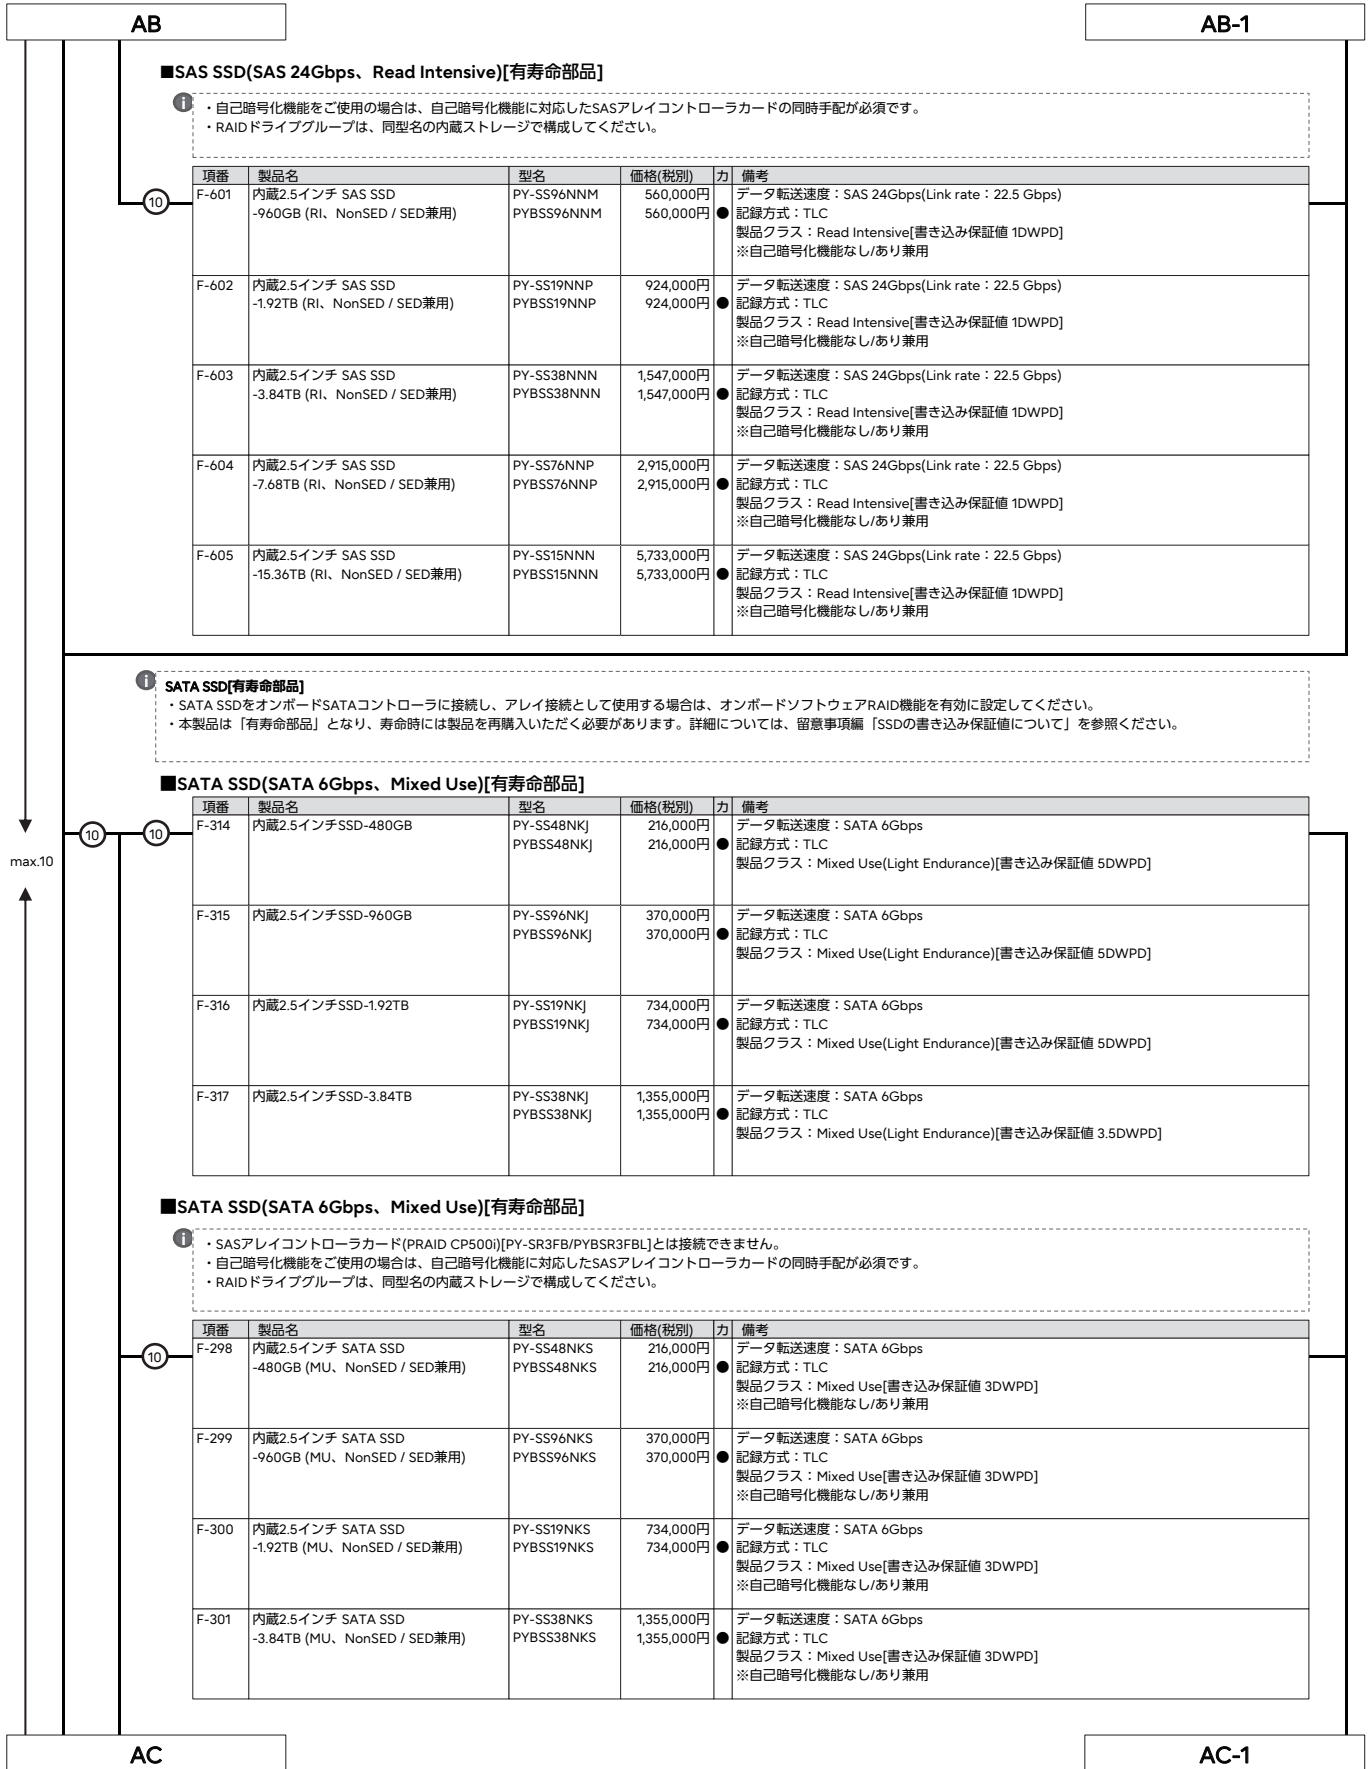 AB
AB-1
■SAS SSD(SAS 24Gbps、Read Intensive)[有寿命部品]
・自己暗号化機能をご使用の場合は、自己暗号化機能に対応したSASアレイコントローラカードの同時手配が必須です。
・RAIDドライブグループは、同型名の内蔵ストレージで構成してください。
項番 製品名 型名 価格(税別) カ 備考
F-601 内蔵2.5インチ SAS SSD PY-SS96NNM 560,000円 データ転送速度：SAS 24Gbps(Link rate：22.5 Gbps)
⑩ -960GB (RI、NonSED / SED兼用) PYBSS96NNM 560,000円 ● 記録方式：TLC
製品クラス：Read Intensive[書き込み保証値 1DWPD]
※自己暗号化機能なし/あり兼用
F-602 内蔵2.5インチ SAS SSD PY-SS19NNP 924,000円 データ転送速度：SAS 24Gbps(Link rate：22.5 Gbps)
-1.92TB (RI、NonSED / SED兼用) PYBSS19NNP 924,000円 ● 記録方式：TLC
製品クラス：Read Intensive[書き込み保証値 1DWPD]
※自己暗号化機能なし/あり兼用
F-603 内蔵2.5インチ SAS SSD PY-SS38NNN 1,547,000円 データ転送速度：SAS 24Gbps(Link rate：22.5 Gbps)
-3.84TB (RI、NonSED / SED兼用) PYBSS38NNN 1,547,000円 ● 記録方式：TLC
製品クラス：Read Intensive[書き込み保証値 1DWPD]
※自己暗号化機能なし/あり兼用
F-604 内蔵2.5インチ SAS SSD PY-SS76NNP 2,915,000円 データ転送速度：SAS 24Gbps(Link rate：22.5 Gbps)
-7.68TB (RI、NonSED / SED兼用) PYBSS76NNP 2,915,000円 ● 記録方式：TLC
製品クラス：Read Intensive[書き込み保証値 1DWPD]
※自己暗号化機能なし/あり兼用
F-605 内蔵2.5インチ SAS SSD PY-SS15NNN 5,733,000円 データ転送速度：SAS 24Gbps(Link rate：22.5 Gbps)
-15.36TB (RI、NonSED / SED兼用) PYBSS15NNN 5,733,000円 ● 記録方式：TLC
製品クラス：Read Intensive[書き込み保証値 1DWPD]
※自己暗号化機能なし/あり兼用
SATA SSD[有寿命部品]
・SATA SSDをオンボードSATAコントローラに接続し、アレイ接続として使用する場合は、オンボードソフトウェアRAID機能を有効に設定してください。
・本製品は「有寿命部品」となり、寿命時には製品を再購入いただく必要があります。詳細については、留意事項編「SSDの書き込み保証値について」を参照ください。
■SATA SSD(SATA 6Gbps、Mixed Use)[有寿命部品]
項番 製品名 型名 価格(税別) カ 備考
⑩ ⑩ F-314 内蔵2.5インチSSD-480GB PY-SS48NKJ 216,000円 データ転送速度：SATA 6Gbps
PYBSS48NKJ 216,000円 ● 記録方式：TLC
max.10 製品クラス：Mixed Use(Light Endurance)[書き込み保証値 5DWPD]
F-315 内蔵2.5インチSSD-960GB PY-SS96NKJ 370,000円 データ転送速度：SATA 6Gbps
PYBSS96NKJ 370,000円 ● 記録方式：TLC
製品クラス：Mixed Use(Light Endurance)[書き込み保証値 5DWPD]
F-316 内蔵2.5インチSSD-1.92TB PY-SS19NKJ 734,000円 データ転送速度：SATA 6Gbps
PYBSS19NKJ 734,000円 ● 記録方式：TLC
製品クラス：Mixed Use(Light Endurance)[書き込み保証値 5DWPD]
F-317 内蔵2.5インチSSD-3.84TB PY-SS38NKJ 1,355,000円 データ転送速度：SATA 6Gbps
PYBSS38NKJ 1,355,000円 ● 記録方式：TLC
製品クラス：Mixed Use(Light Endurance)[書き込み保証値 3.5DWPD]
■SATA SSD(SATA 6Gbps、Mixed Use)[有寿命部品]
・SASアレイコントローラカード(PRAID CP500i)[PY-SR3FB/PYBSR3FBL]とは接続できません。
・自己暗号化機能をご使用の場合は、自己暗号化機能に対応したSASアレイコントローラカードの同時手配が必須です。
・RAIDドライブグループは、同型名の内蔵ストレージで構成してください。
項番 製品名 型名 価格(税別) カ 備考
F-298 内蔵2.5インチ SATA SSD PY-SS48NKS 216,000円 データ転送速度：SATA 6Gbps
⑩ -480GB (MU、NonSED / SED兼用) PYBSS48NKS 216,000円 ● 記録方式：TLC
製品クラス：Mixed Use[書き込み保証値 3DWPD]
※自己暗号化機能なし/あり兼用
F-299 内蔵2.5インチ SATA SSD PY-SS96NKS 370,000円 データ転送速度：SATA 6Gbps
-960GB (MU、NonSED / SED兼用) PYBSS96NKS 370,000円 ● 記録方式：TLC
製品クラス：Mixed Use[書き込み保証値 3DWPD]
※自己暗号化機能なし/あり兼用
F-300 内蔵2.5インチ SATA SSD PY-SS19NKS 734,000円 データ転送速度：SATA 6Gbps
-1.92TB (MU、NonSED / SED兼用) PYBSS19NKS 734,000円 ● 記録方式：TLC
製品クラス：Mixed Use[書き込み保証値 3DWPD]
※自己暗号化機能なし/あり兼用
F-301 内蔵2.5インチ SATA SSD PY-SS38NKS 1,355,000円 データ転送速度：SATA 6Gbps
-3.84TB (MU、NonSED / SED兼用) PYBSS38NKS 1,355,000円 ● 記録方式：TLC
製品クラス：Mixed Use[書き込み保証値 3DWPD]
※自己暗号化機能なし/あり兼用
AC
AC-1